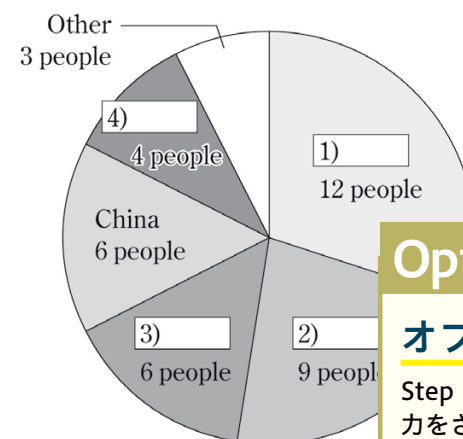 Other
3 people
4)
4 people
1)
12 people
China
6 people
3)
6 people
2)
9 peopl
Op
オプ
Step
力をさ